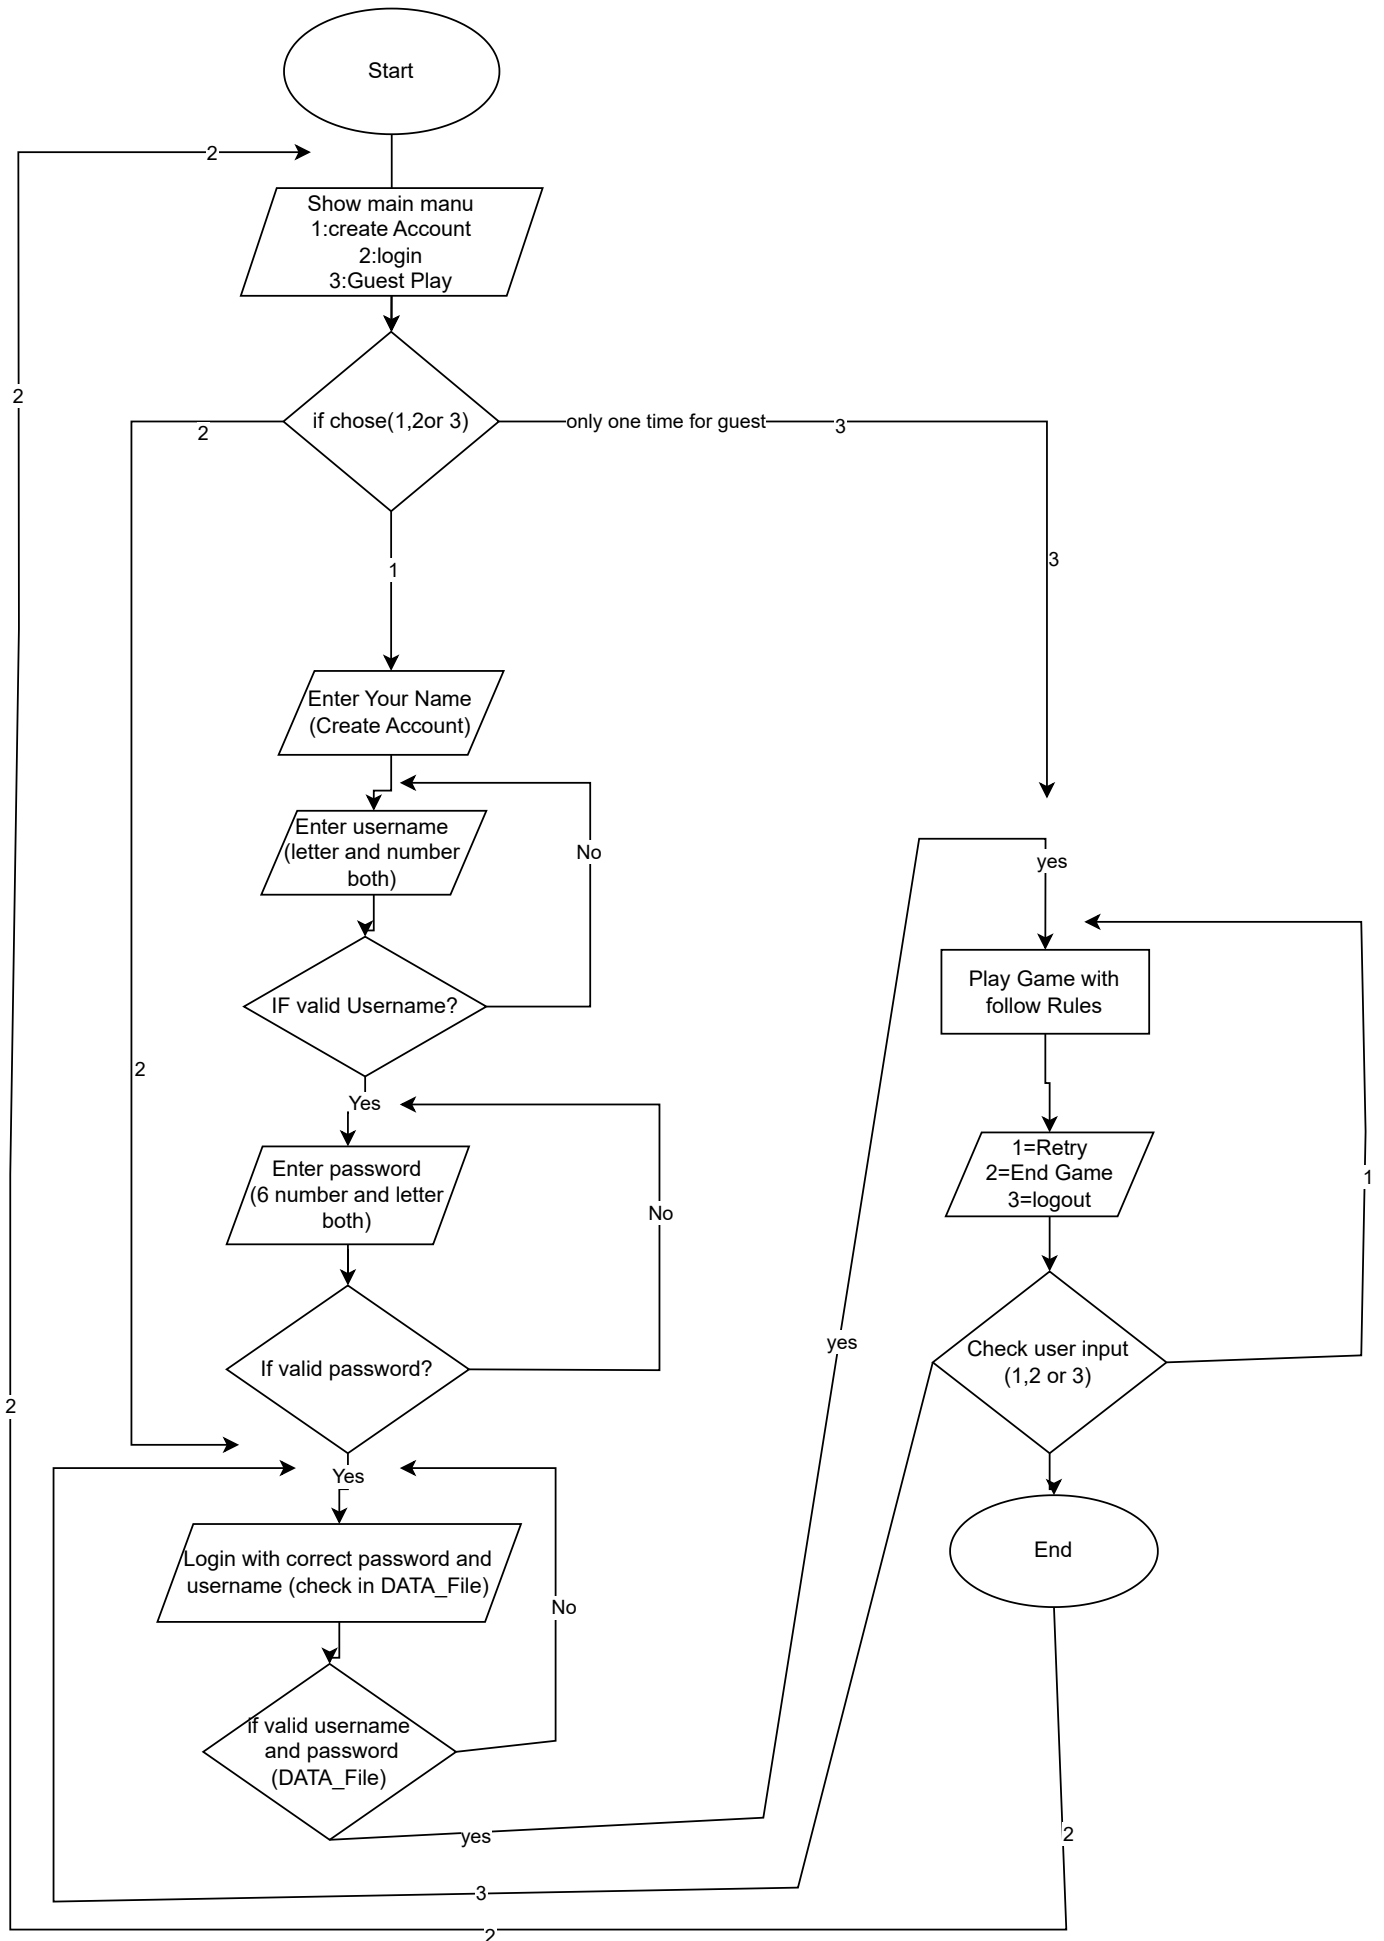 Start
2
Show main manu
1:create Account
2:login
3:Guest Play
2
if chose(1,2or 3)
only one time for guest
3
2
3
1
Enter Your Name
(Create Account)
Enter username
(letter and number
both)
No
yes
Play Game with
follow Rules
IF valid Username?
2
Yes
Enter password
(6 number and letter
both)
No
1=Retry
2=End Game
3=logout
1
yes
Check user input
(1,2 or 3)
If valid password?
2
Yes
Login with correct password and
username (check in DATA_File)
No
End
if valid username
and password
(DATA_File)
yes
2
3
2